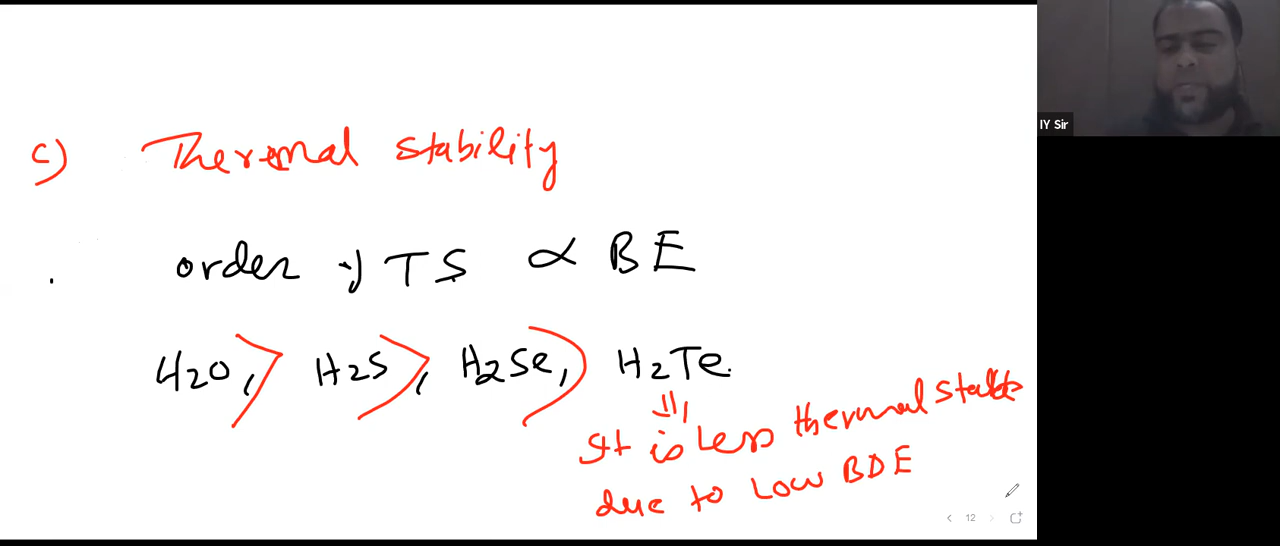 c) Thermal stability
order of TS ∝ BE
H2O, > H2S >, H2Se, > H2Te.
It is Less thermal stable
due to Low BDE
IY Sir
12